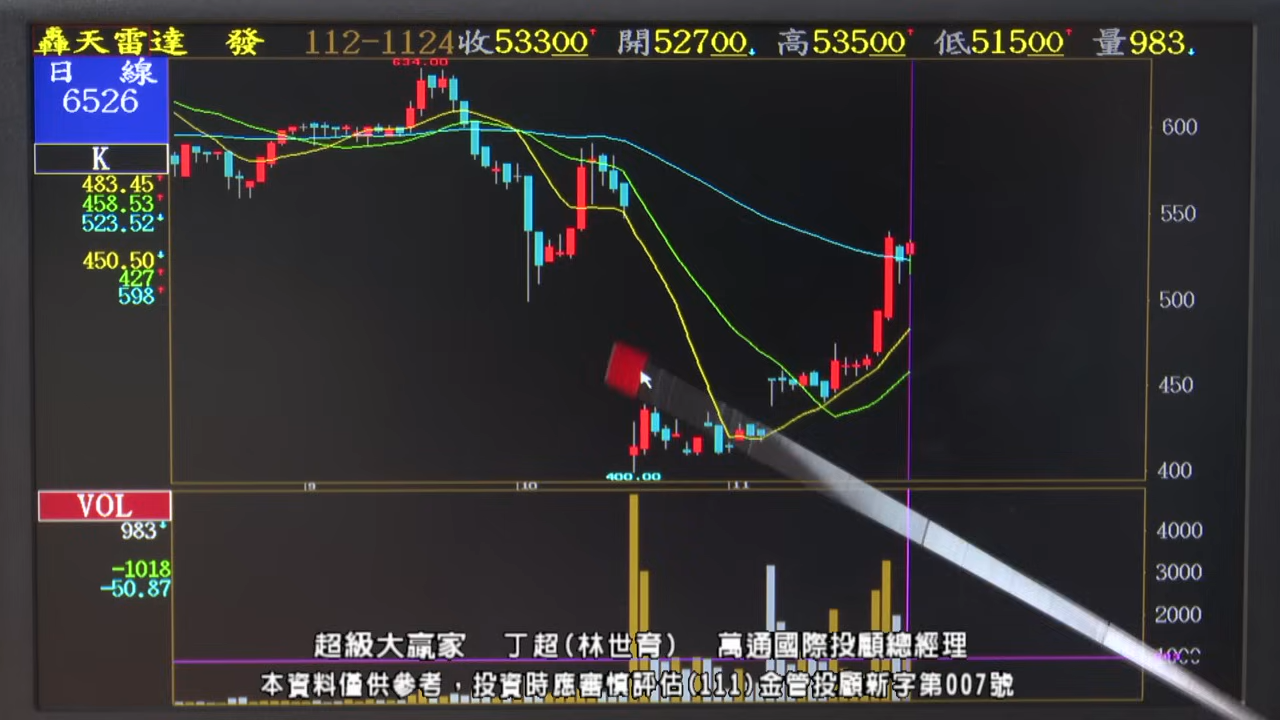 轟天雷達 發 112-1124收53300↑ 開52700↓ 高53500↑ 低51500↑ 量983↓
日 線
6526
K
483.45↑
458.53↑
523.52↓
450.50↓
427↑
598↑
634.00
600
550
500
450
400
400.00
9 10 11
VOL
983↓
-1018
-50.87
4000
3000
2000
超級大贏家 丁超(林世育) 萬通國際投顧總經理
本資料僅供參考，投資時應審慎評估(111)金管投顧新字第007號